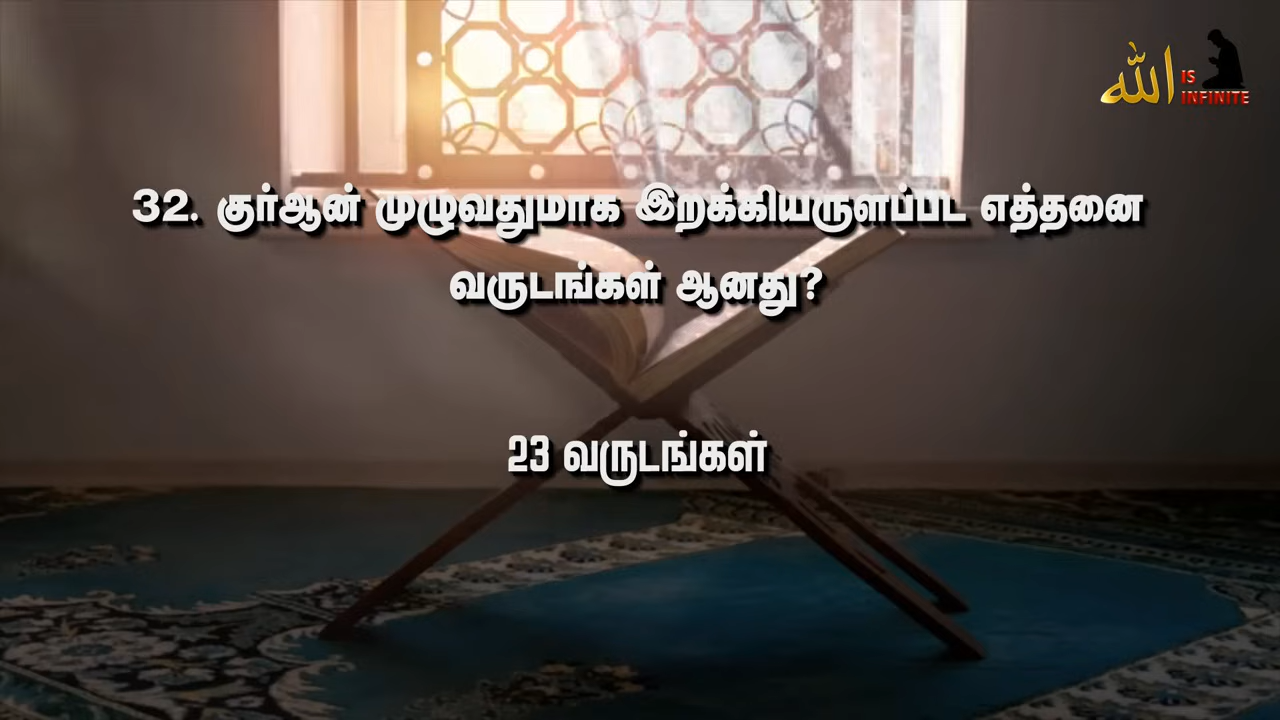 الله
IS
INFINITE
32. குர்ஆன் முழுவதுமாக இறக்கியருளப்பட எத்தனை
வருடங்கள் ஆனது?
23 வருடங்கள்